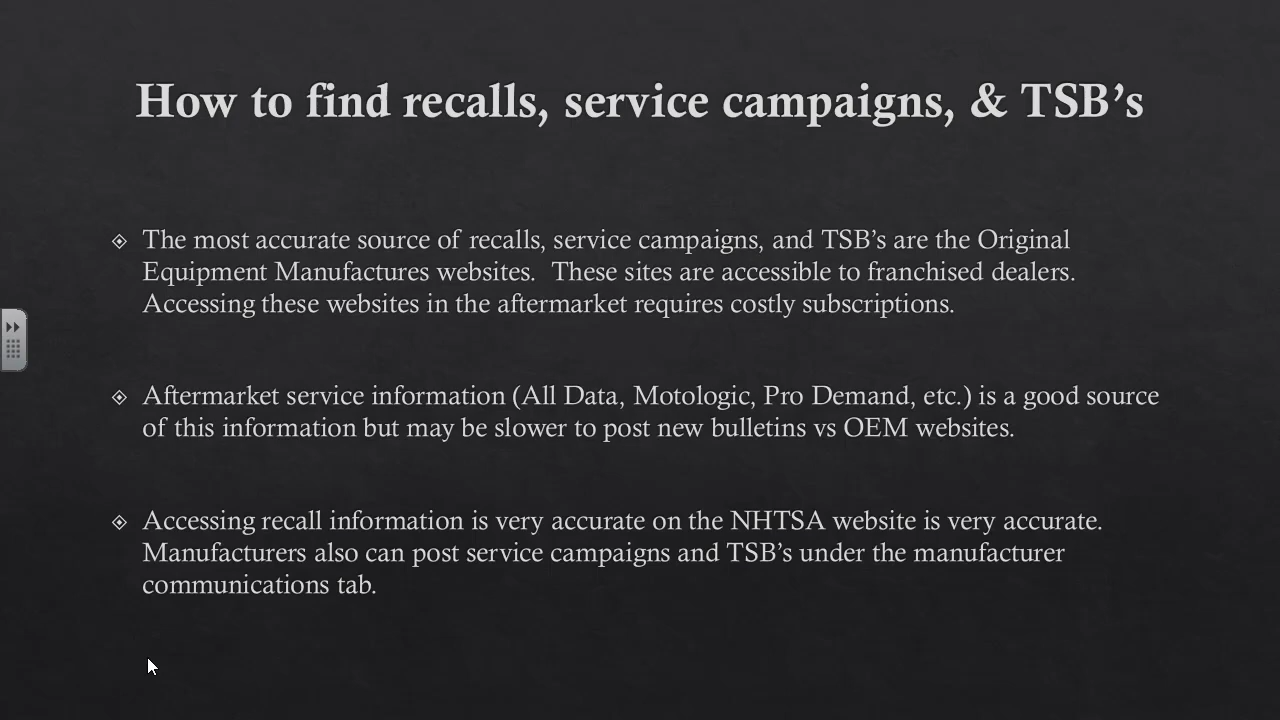 How to find recalls, service campaigns, & TSB’s
The most accurate source of recalls, service campaigns, and TSB’s are the Original
Equipment Manufactures websites.  These sites are accessible to franchised dealers.
Accessing these websites in the aftermarket requires costly subscriptions.
Aftermarket service information (All Data, Motologic, Pro Demand, etc.) is a good source
of this information but may be slower to post new bulletins vs OEM websites.
Accessing recall information is very accurate on the NHTSA website is very accurate.
Manufacturers also can post service campaigns and TSB’s under the manufacturer
communications tab.